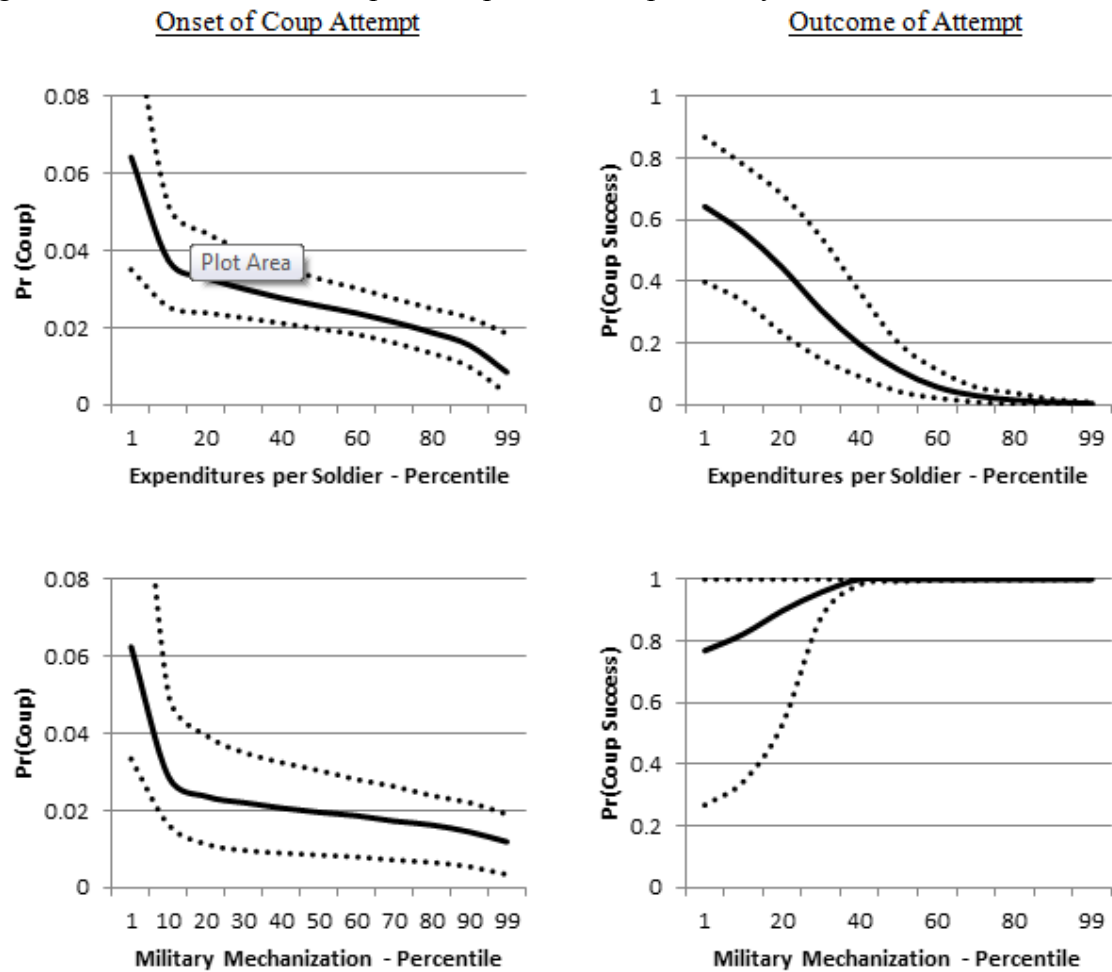 Onset of Coup Attempt
Outcome of Attempt
0.08
0.06
0.04
0.02
0
Pr (Coup)
Plot Area
1 20 40 60 80 99
Expenditures per Soldier - Percentile
1
0.8
0.6
0.4
0.2
0
Pr(Coup Success)
1 20 40 60 80 99
Expenditures per Soldier - Percentile
0.08
0.06
0.04
0.02
0
Pr(Coup)
1 10 20 30 40 50 60 70 80 90 99
Military Mechanization - Percentile
1
0.8
0.6
0.4
0.2
0
Pr(Coup Success)
1 20 40 60 80 99
Military Mechanization - Percentile